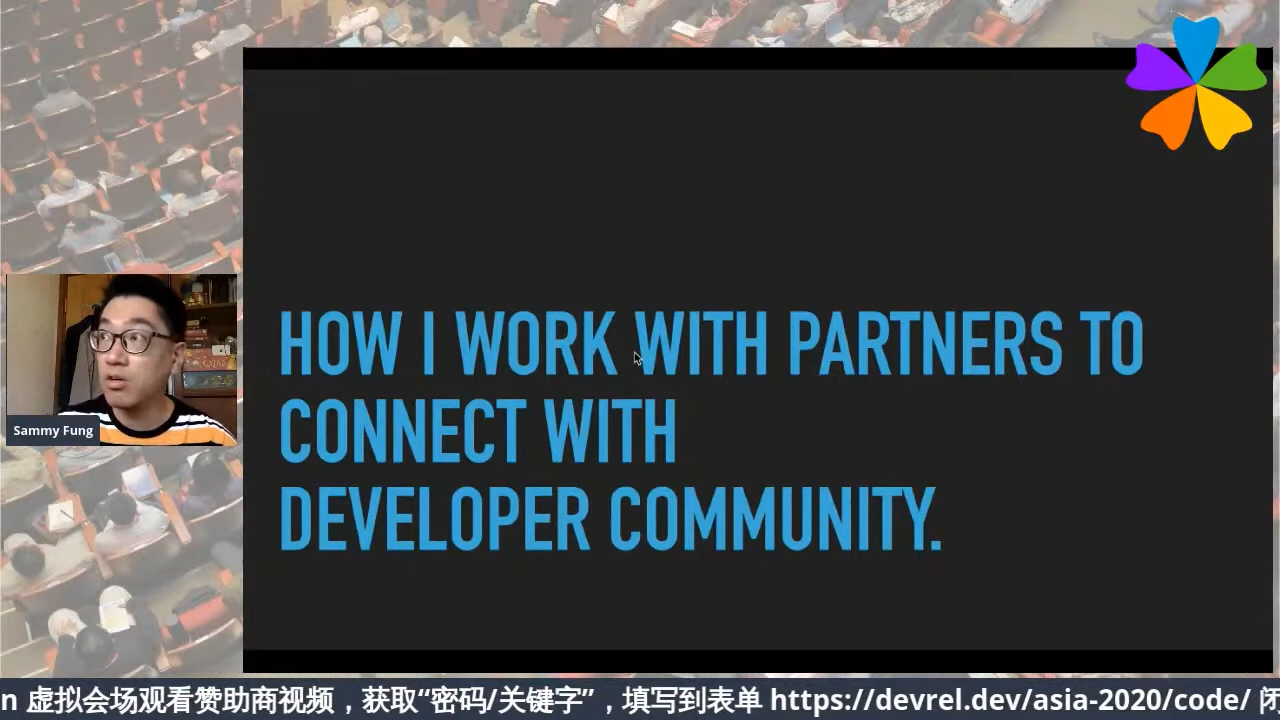 HOW I WORK WITH PARTNERS TO
CONNECT WITH
DEVELOPER COMMUNITY.
Sammy Fung
n 虚拟会场观看赞助商视频，获取“密码/关键字”，填写到表单 https://devrel.dev/asia-2020/code/ 闭